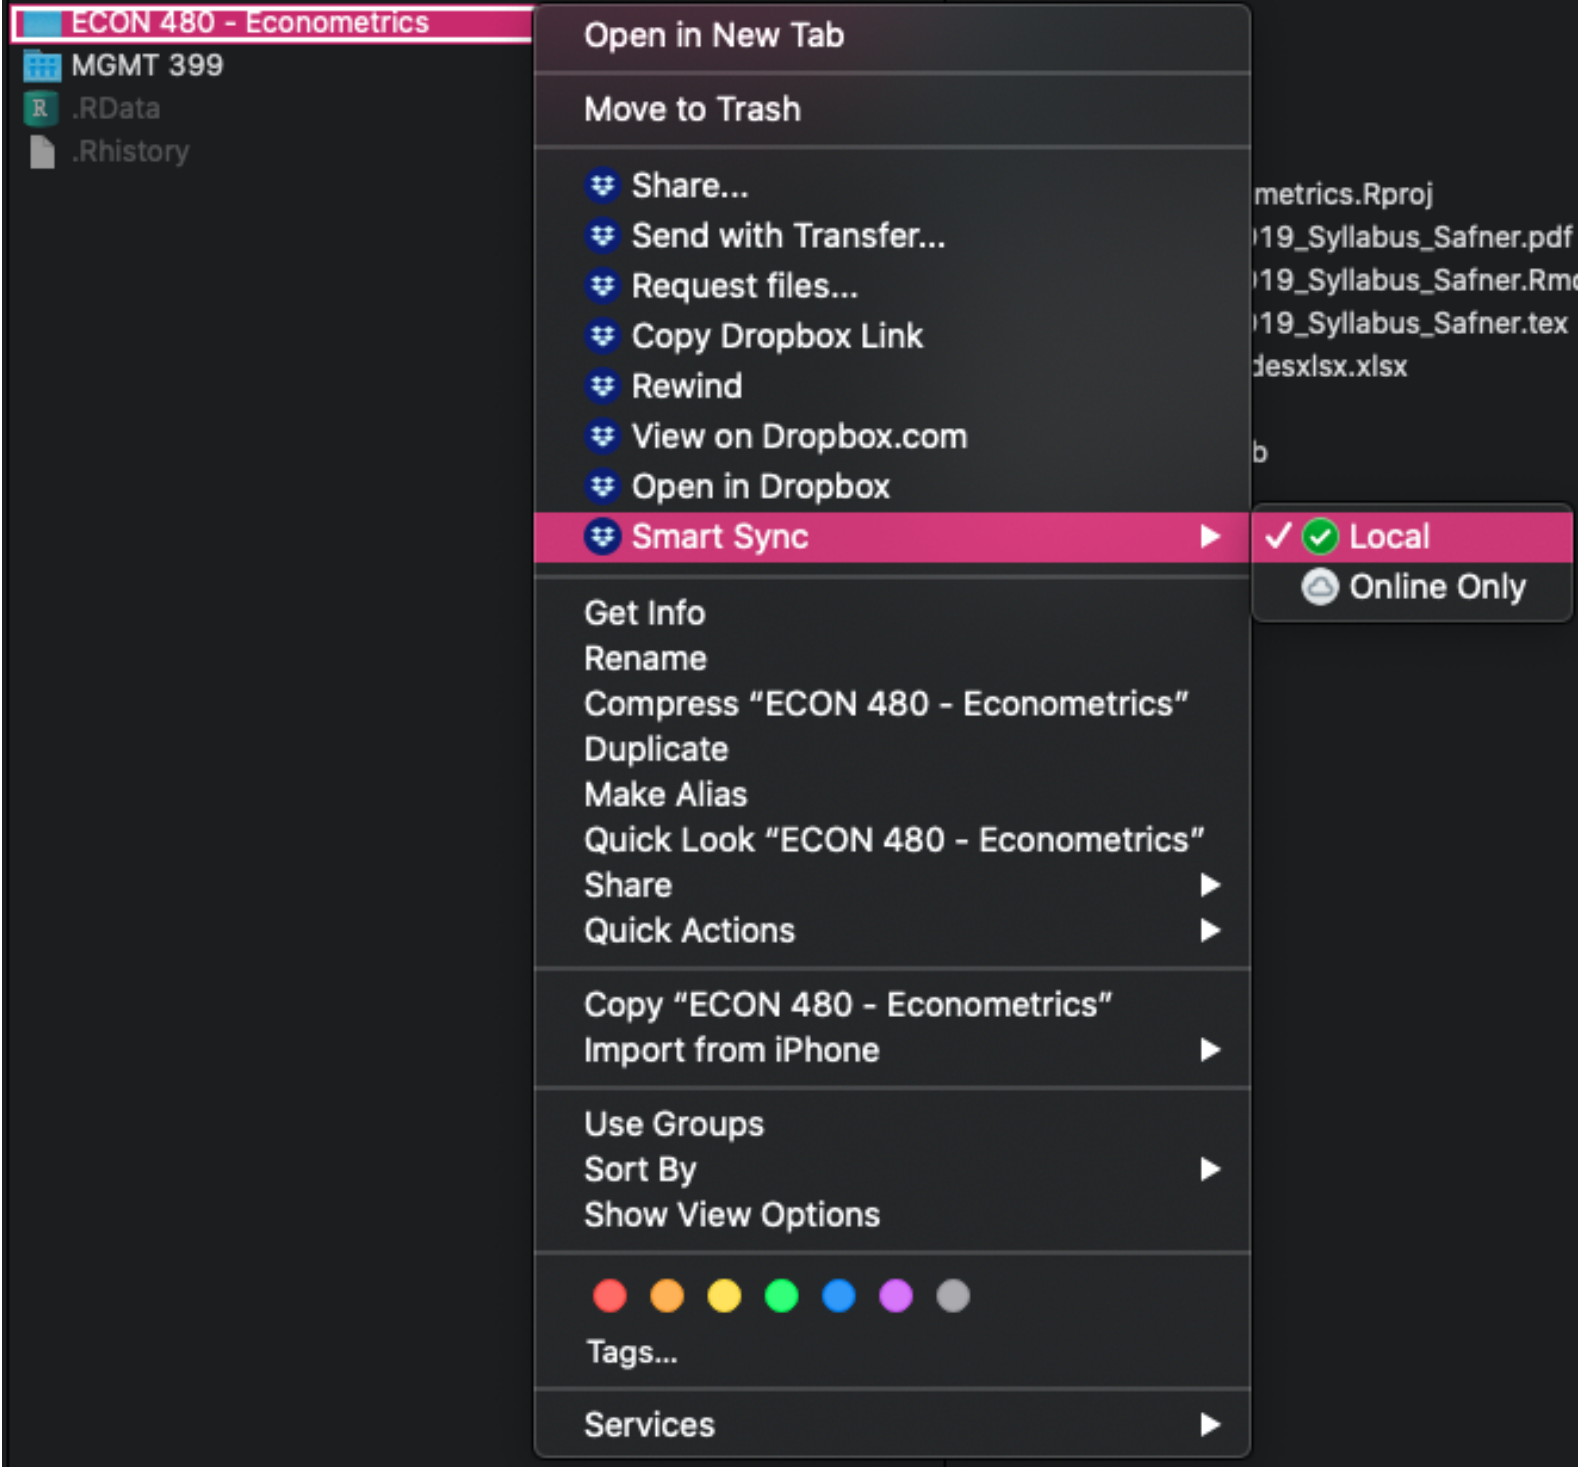 ECON 480 - Econometrics
MGMT 399
R .RData
.Rhistory
Open in New Tab
Move to Trash
Share...
Send with Transfer...
Request files...
Copy Dropbox Link
Rewind
View on Dropbox.com
Open in Dropbox
Smart Sync
Get Info
Rename
Compress “ECON 480 - Econometrics”
Duplicate
Make Alias
Quick Look “ECON 480 - Econometrics”
Share
Quick Actions
Copy “ECON 480 - Econometrics”
Import from iPhone
Use Groups
Sort By
Show View Options
Tags...
Services
metrics.Rproj
19_Syllabus_Safner.pdf
19_Syllabus_Safner.Rm
19_Syllabus_Safner.tex
desxlsx.xlsx
b
Local
Online Only